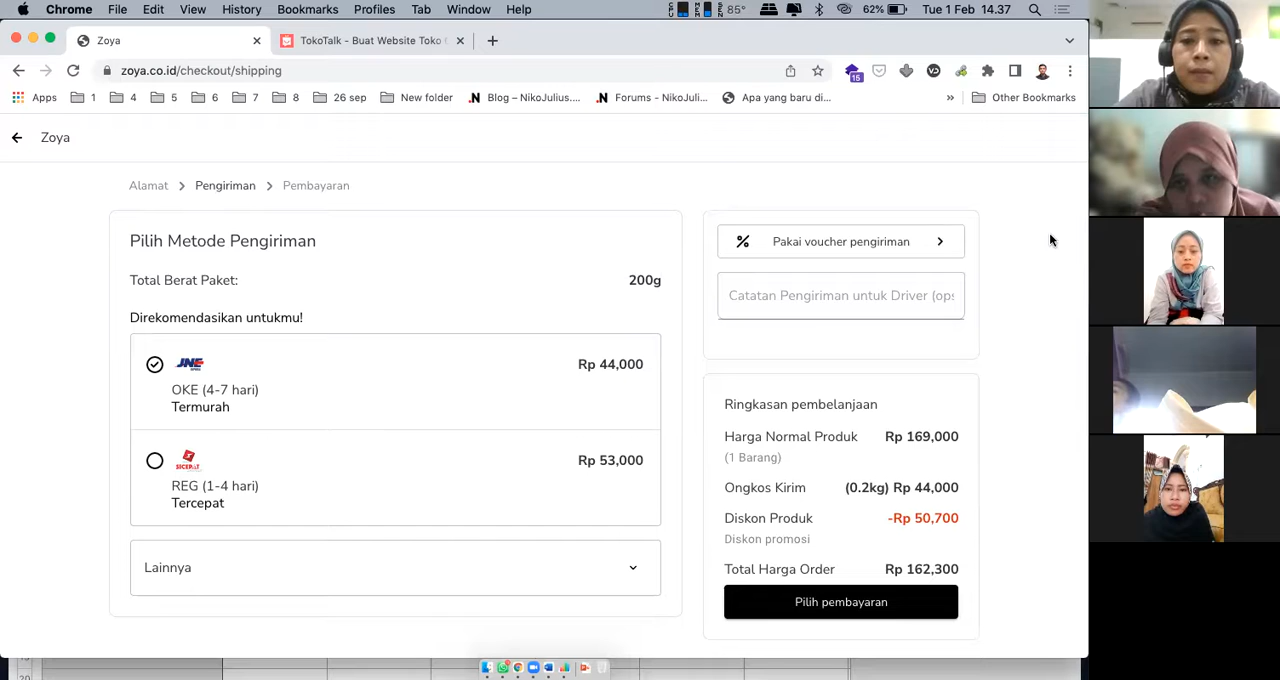 Chrome File Edit View History Bookmarks Profiles Tab Window Help
85° 62% Tue 1 Feb 14.37
Zoya
TokoTalk - Buat Website Toko
zoya.co.id/checkout/shipping
15
Apps 1 4 5 6 7 8 26 sep New folder Blog – NikoJulius.... Forums - NikoJuli... Apa yang baru di... » Other Bookmarks
Zoya
Alamat Pengiriman Pembayaran
Pilih Metode Pengiriman
Total Berat Paket: 200g
Direkomendasikan untukmu!
JNE Rp 44,000
OKE (4-7 hari)
Termurah
SICEPAT Rp 53,000
REG (1-4 hari)
Tercepat
Lainnya
% Pakai voucher pengiriman
Catatan Pengiriman untuk Driver (ops
Ringkasan pembelanjaan
Harga Normal Produk Rp 169,000
(1 Barang)
Ongkos Kirim (0.2kg) Rp 44,000
Diskon Produk -Rp 50,700
Diskon promosi
Total Harga Order Rp 162,300
Pilih pembayaran